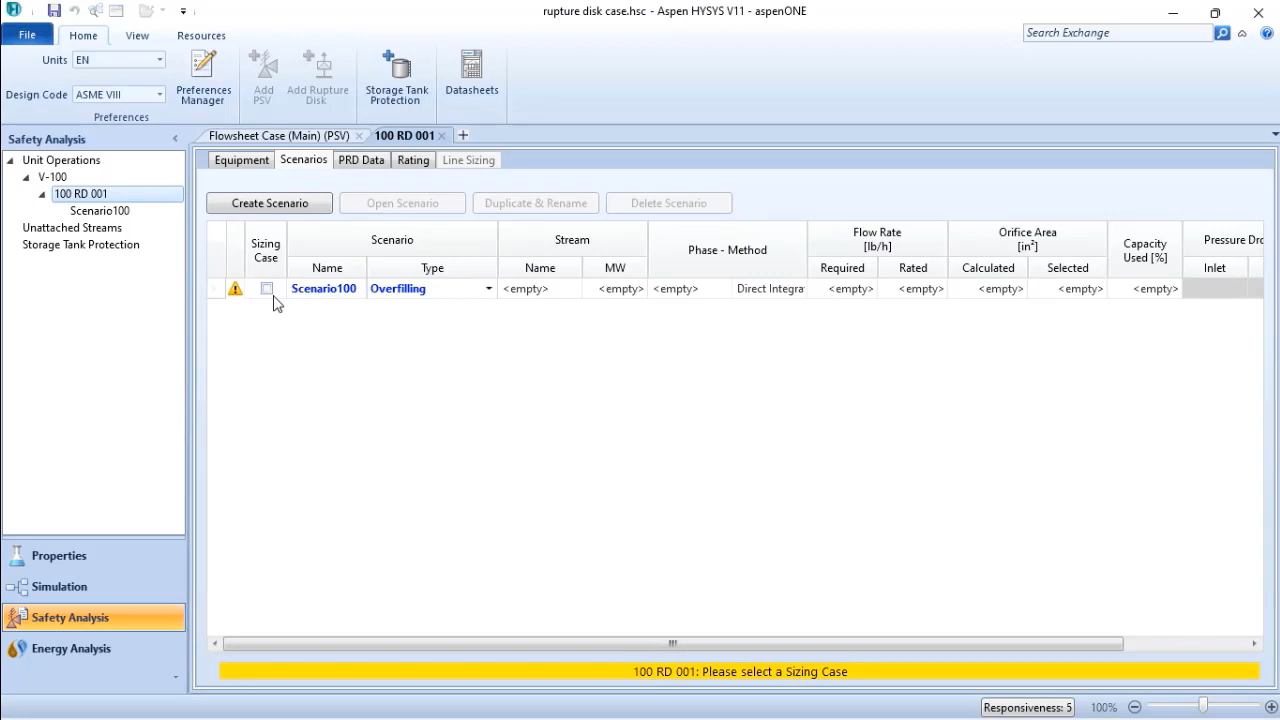 rupture disk case.hsc - Aspen HYSYS V11 - aspenONE
File Home View Resources Search Exchange
Units EN
Design Code ASME VIII
Preferences Manager
Add PSV
Add Rupture Disk
Storage Tank Protection
Datasheets
Preferences
Safety Analysis
Unit Operations
V-100
100 RD 001
Scenario100
Unattached Streams
Storage Tank Protection
Properties
Simulation
Safety Analysis
Energy Analysis
Flowsheet Case (Main) (PSV) 100 RD 001
Equipment Scenarios PRD Data Rating Line Sizing
Create Scenario Open Scenario Duplicate & Rename Delete Scenario
Sizing Case Scenario Stream Phase - Method Flow Rate [lb/h] Orifice Area [in²] Capacity Used [%] Pressure Dro
Name Type Name MW Required Rated Calculated Selected Inlet
Scenario100 Overfilling <empty> <empty> <empty> Direct Integra <empty> <empty> <empty> <empty> <empty>
100 RD 001: Please select a Sizing Case
Responsiveness: 5 100%